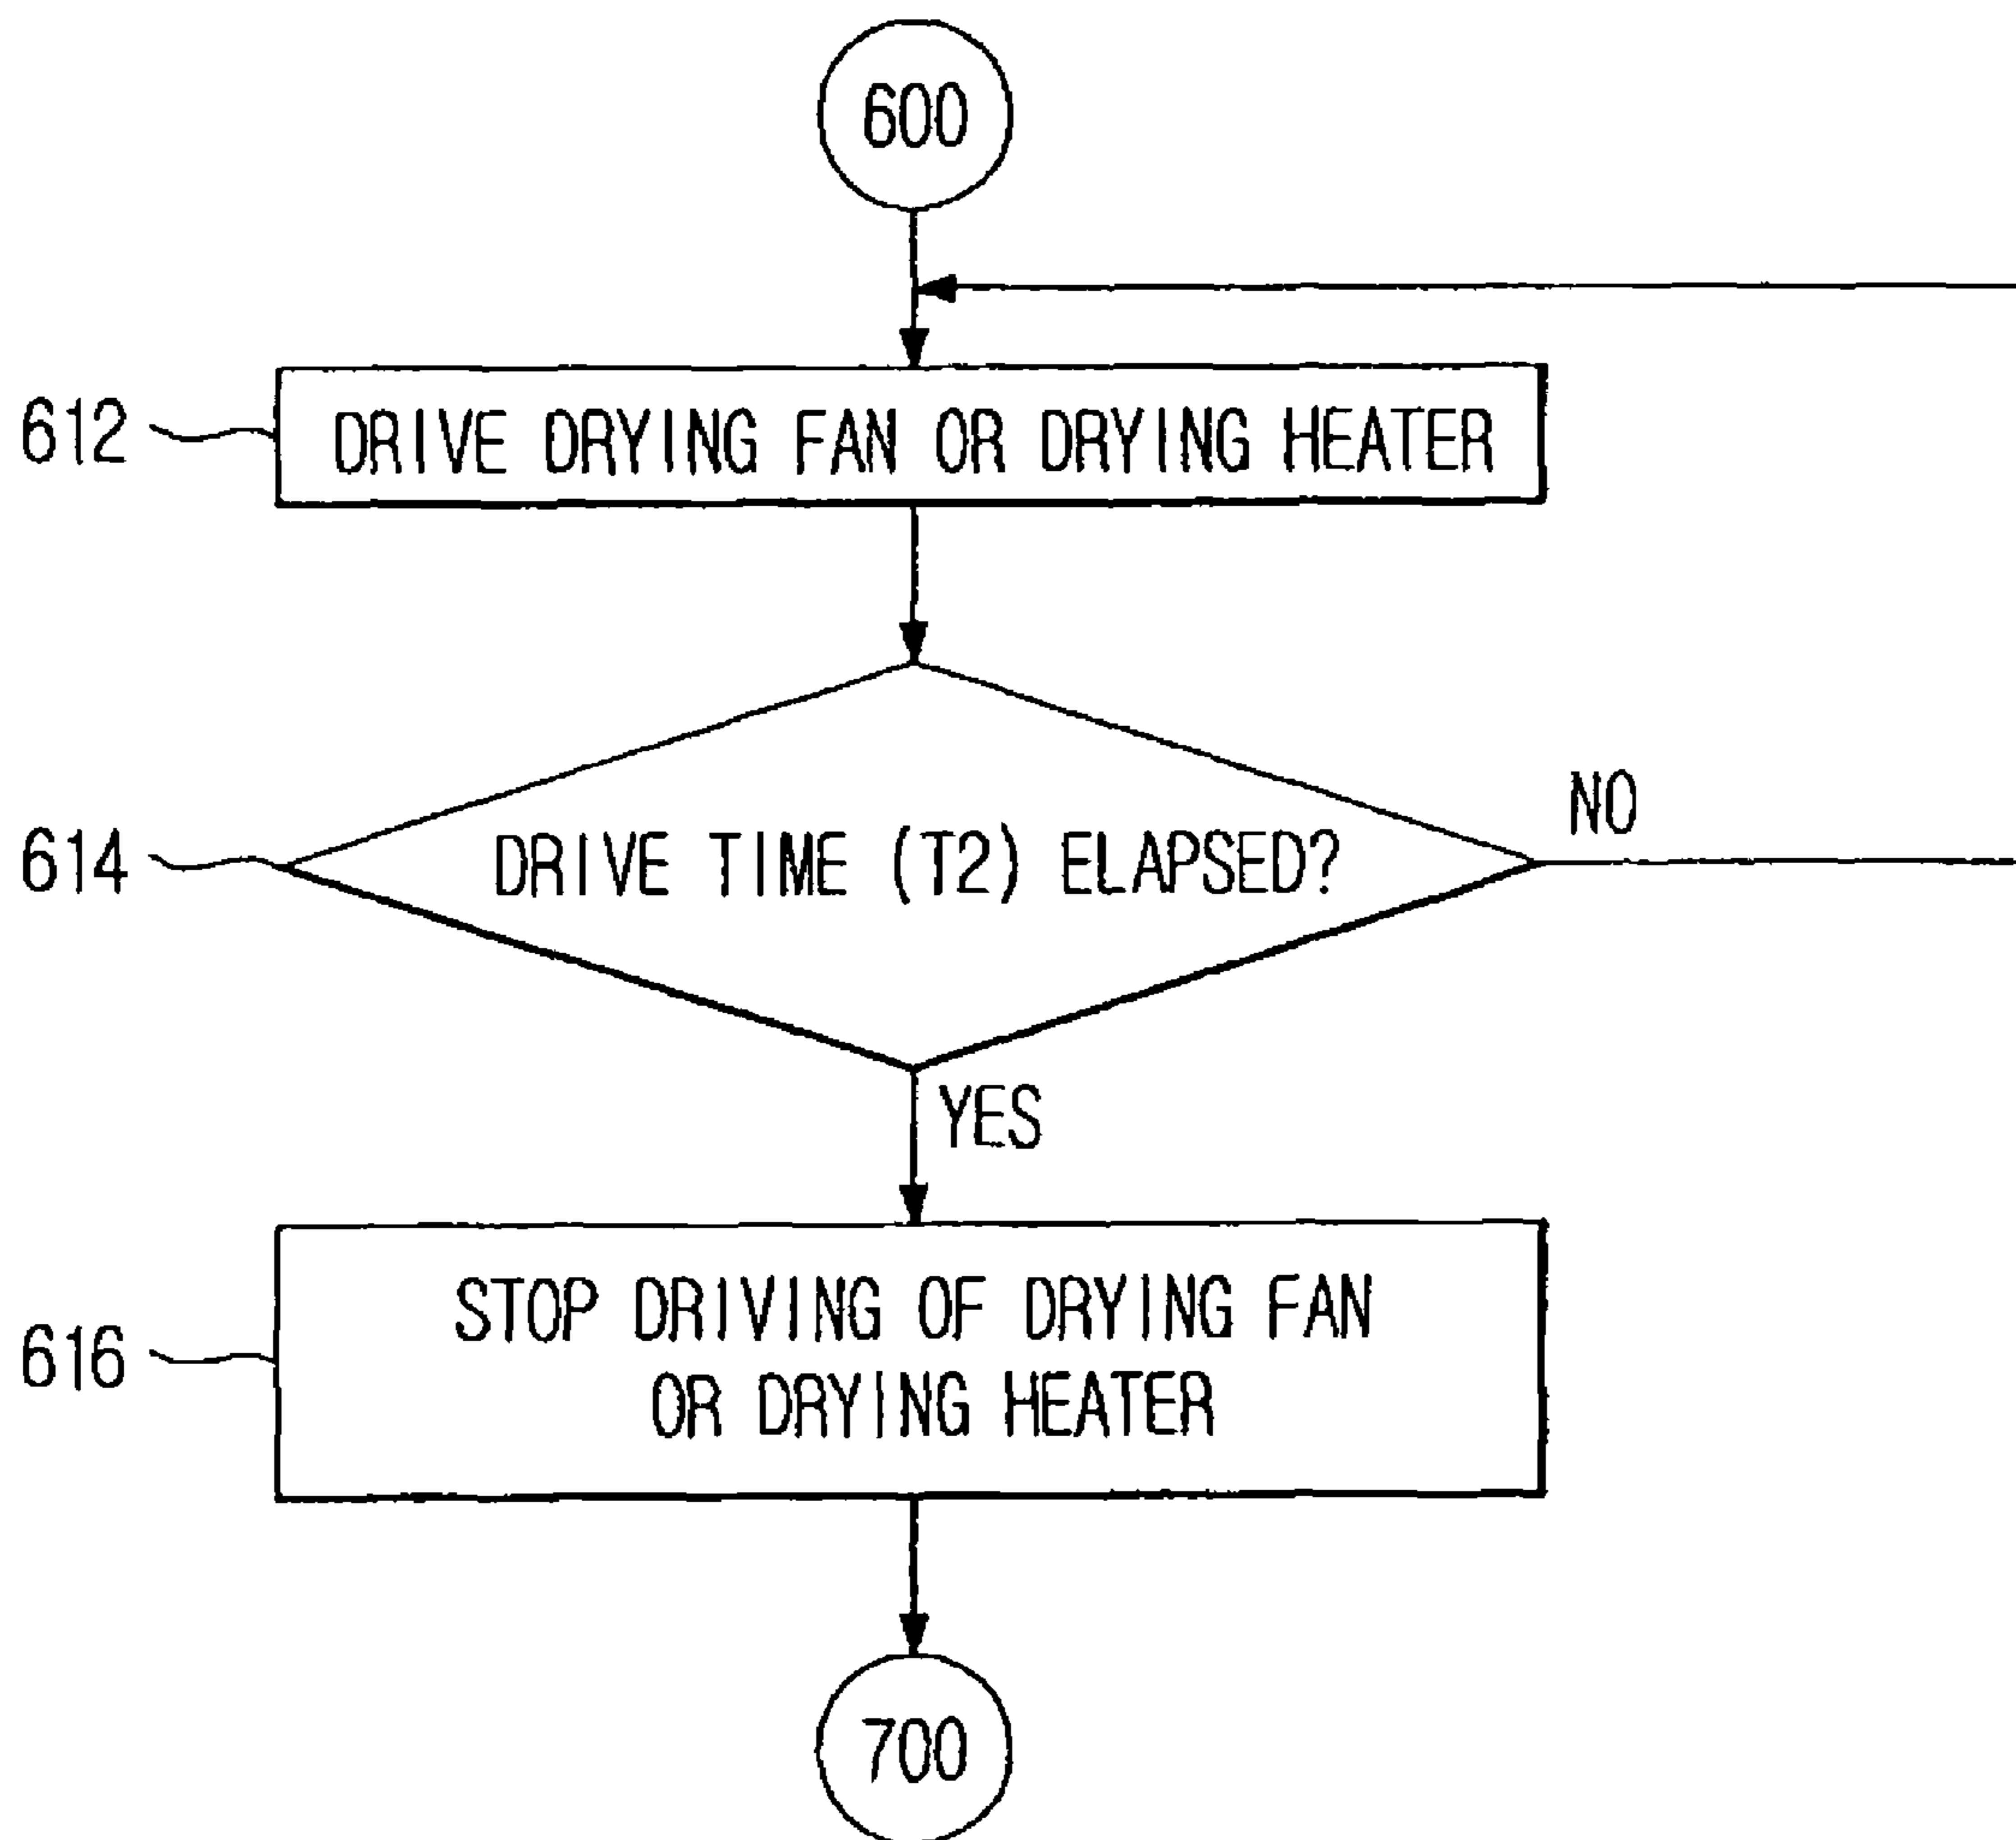 600
612
DRIVE DRYING FAN OR DRYING HEATER
614
DRIVE TIME (T2) ELAPSED?
NO
YES
616
STOP DRIVING OF DRYING FAN
OR DRYING HEATER
700